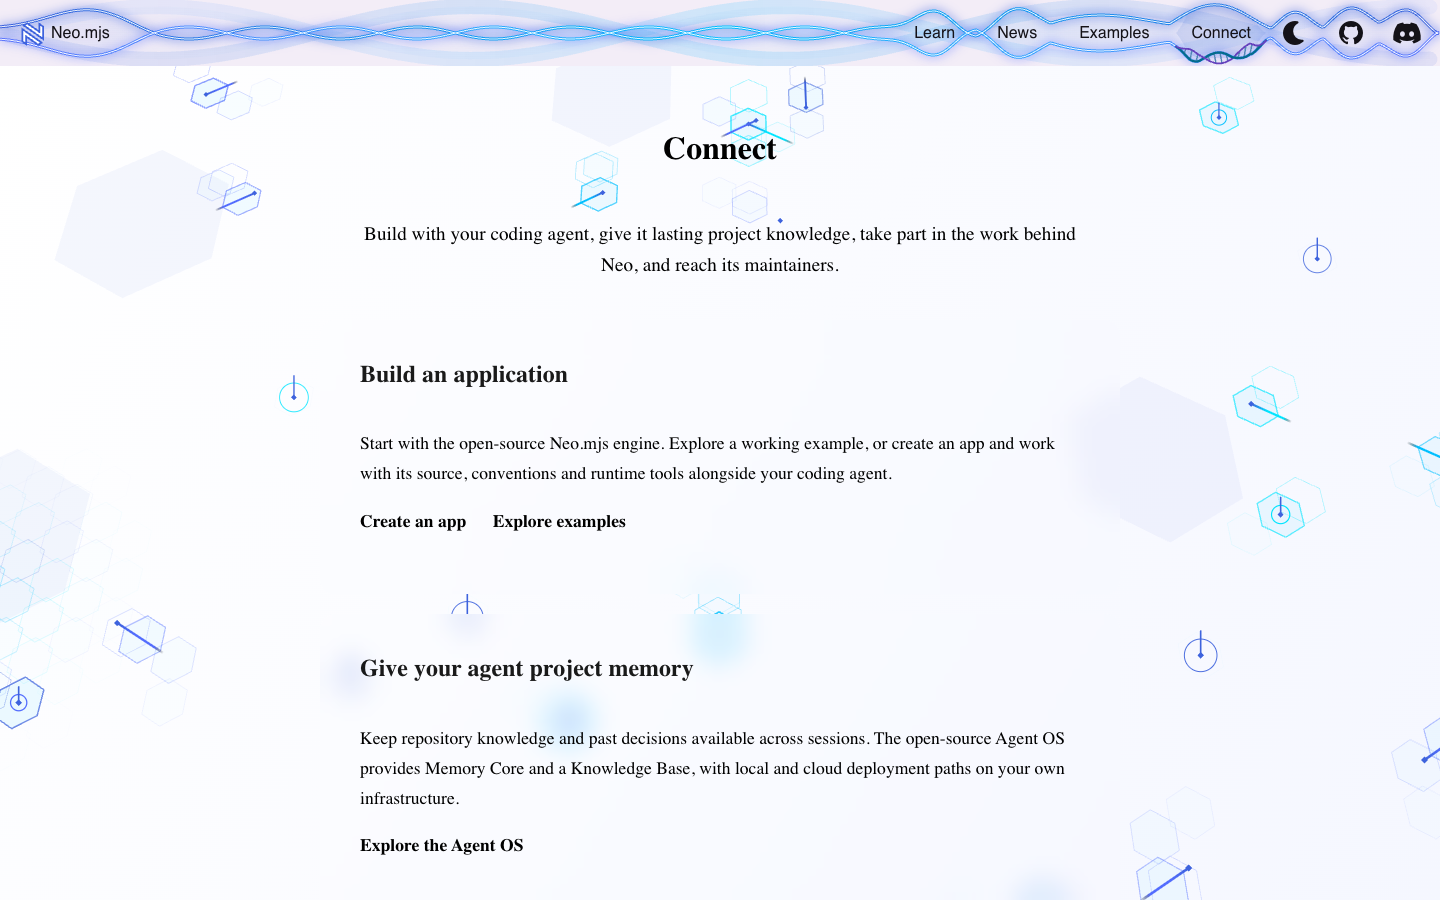 Neo.mjs
Learn
News
Examples
Connect
Connect
Build with your coding agent, give it lasting project knowledge, take part in the work behind
Neo, and reach its maintainers.
Build an application
Start with the open-source Neo.mjs engine. Explore a working example, or create an app and work
with its source, conventions and runtime tools alongside your coding agent.
Create an app
Explore examples
Give your agent project memory
Keep repository knowledge and past decisions available across sessions. The open-source Agent OS
provides Memory Core and a Knowledge Base, with local and cloud deployment paths on your own
infrastructure.
Explore the Agent OS